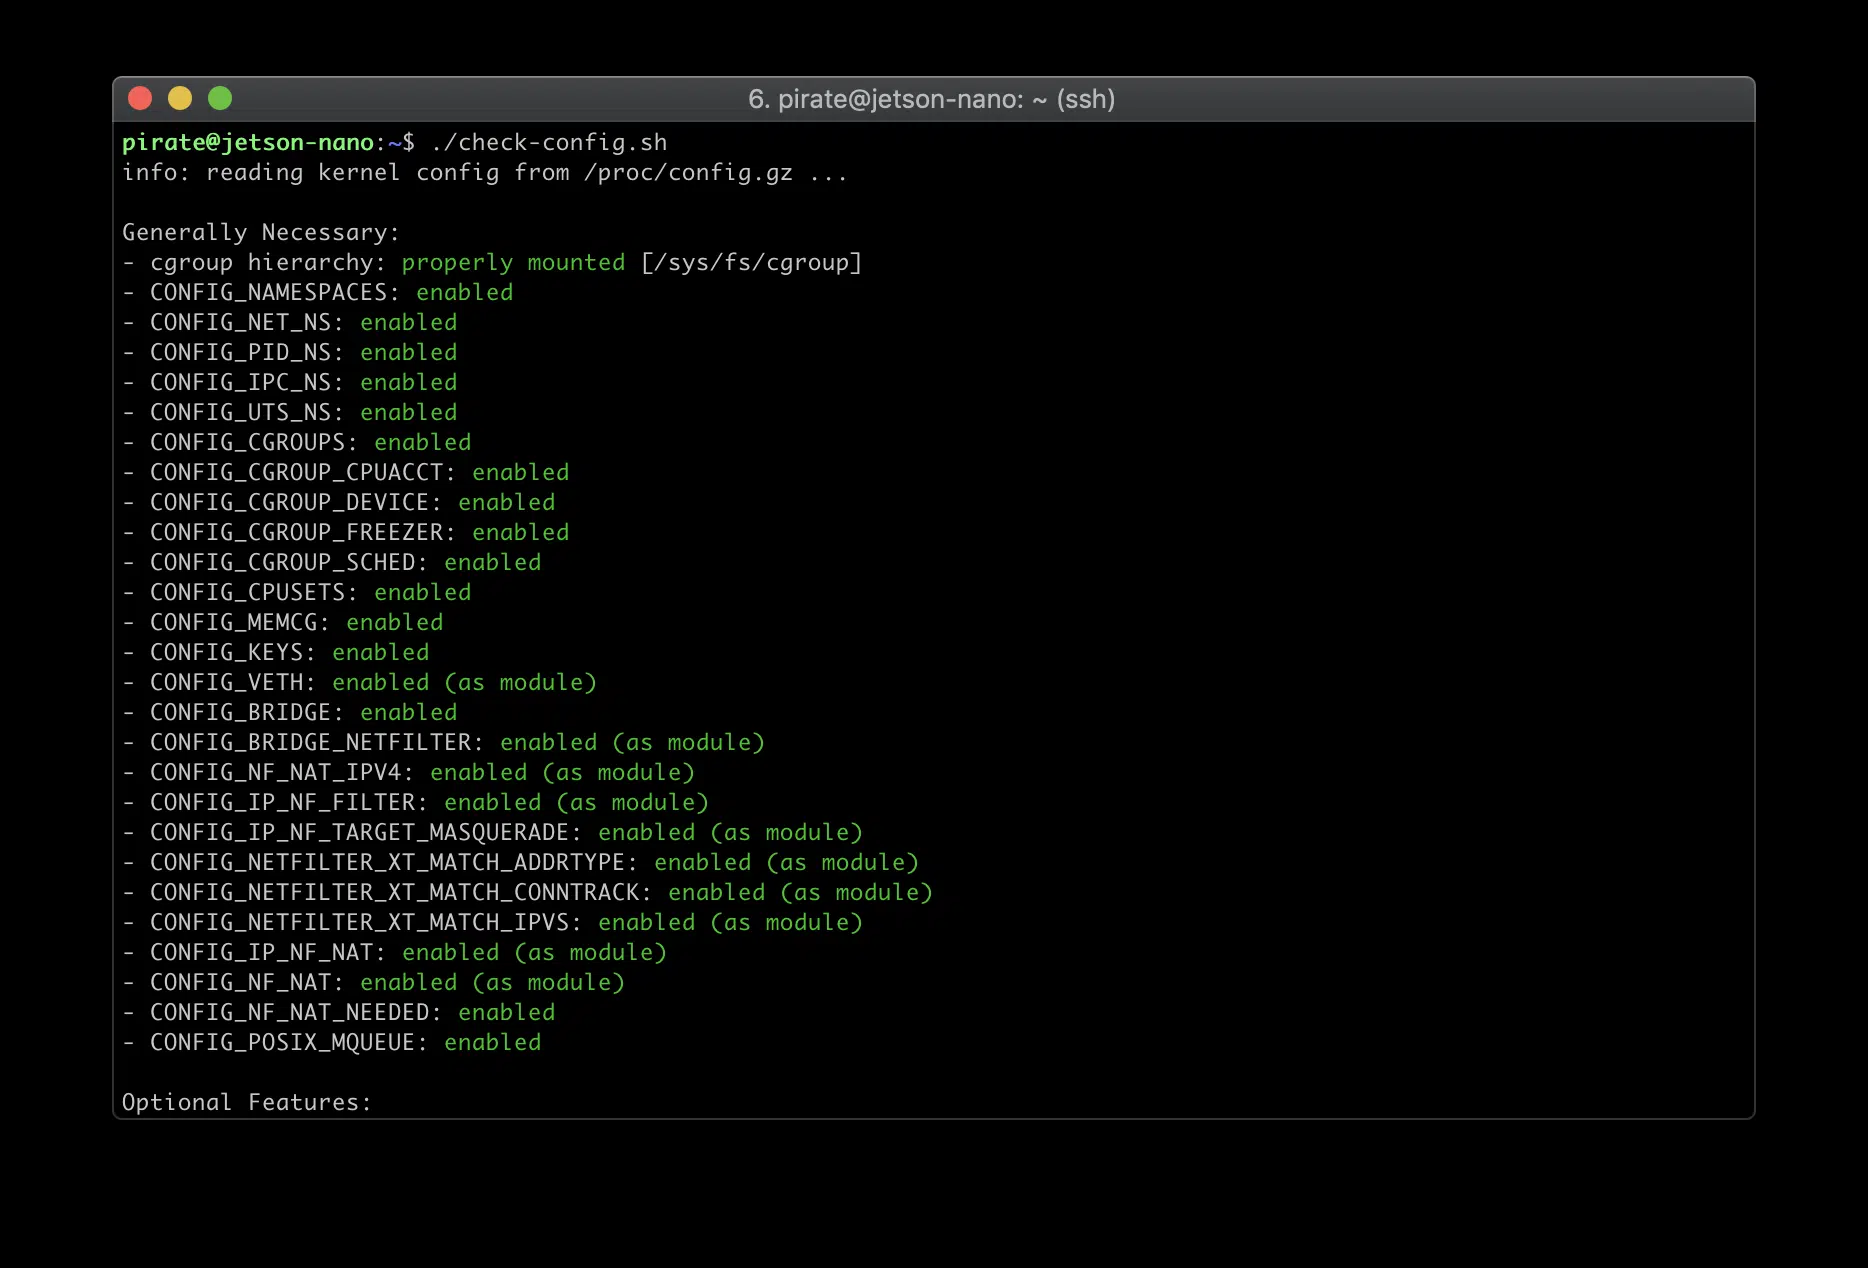 6. pirate@jetson-nano: ~ (ssh)
pirate@jetson-nano:~$ ./check-config.sh
info: reading kernel config from /proc/config.gz ...
Generally Necessary:
- cgroup hierarchy: properly mounted [/sys/fs/cgroup]
- CONFIG_NAMESPACES: enabled
- CONFIG_NET_NS: enabled
- CONFIG_PID_NS: enabled
- CONFIG_IPC_NS: enabled
- CONFIG_UTS_NS: enabled
- CONFIG_CGROUPS: enabled
- CONFIG_CGROUP_CPUACCT: enabled
- CONFIG_CGROUP_DEVICE: enabled
- CONFIG_CGROUP_FREEZER: enabled
- CONFIG_CGROUP_SCHED: enabled
- CONFIG_CPUSETS: enabled
- CONFIG_MEMCG: enabled
- CONFIG_KEYS: enabled
- CONFIG_VETH: enabled (as module)
- CONFIG_BRIDGE: enabled
- CONFIG_BRIDGE_NETFILTER: enabled (as module)
- CONFIG_NF_NAT_IPV4: enabled (as module)
- CONFIG_IP_NF_FILTER: enabled (as module)
- CONFIG_IP_NF_TARGET_MASQUERADE: enabled (as module)
- CONFIG_NETFILTER_XT_MATCH_ADDRTYPE: enabled (as module)
- CONFIG_NETFILTER_XT_MATCH_CONNTRACK: enabled (as module)
- CONFIG_NETFILTER_XT_MATCH_IPVS: enabled (as module)
- CONFIG_IP_NF_NAT: enabled (as module)
- CONFIG_NF_NAT: enabled (as module)
- CONFIG_NF_NAT_NEEDED: enabled
- CONFIG_POSIX_MQUEUE: enabled
Optional Features: